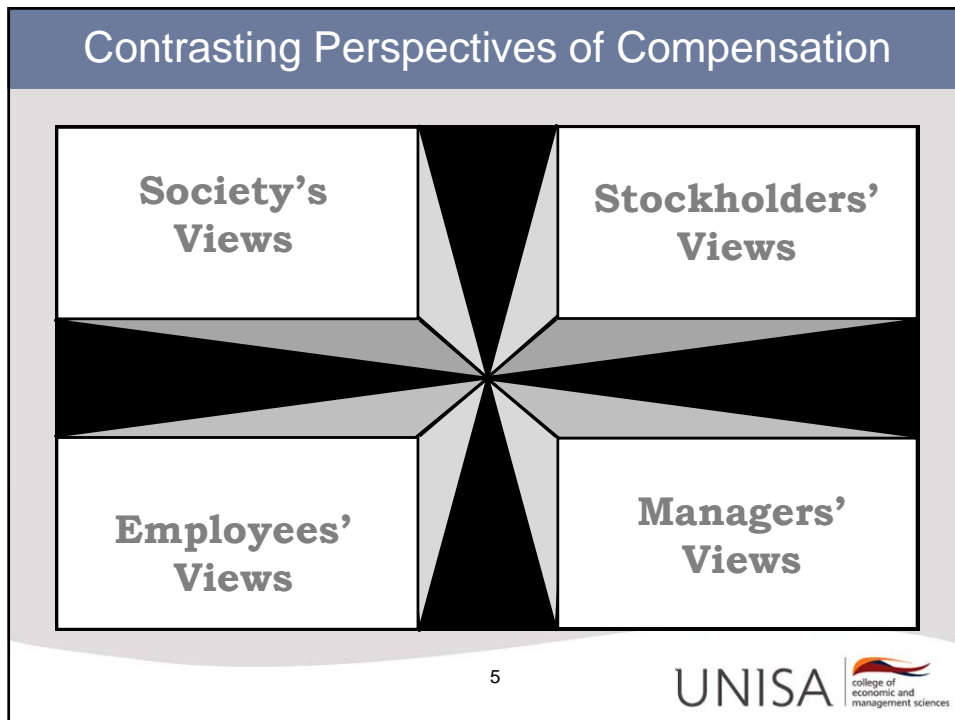 Contrasting Perspectives of Compensation
Society’s
Views
Stockholders’
Views
Employees’
Views
Managers’
Views
5
UNISA
college of
economic and
management sciences